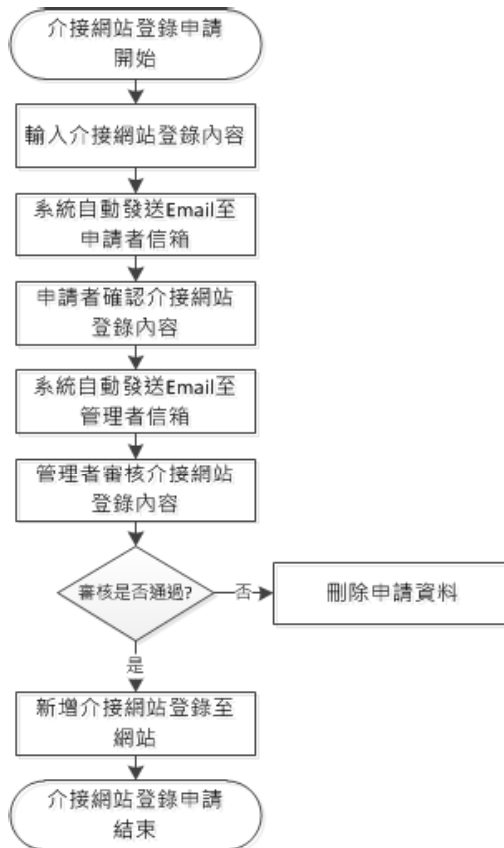 介接網站登錄申請
開始
輸入介接網站登錄內容
系統自動發送Email至
申請者信箱
申請者確認介接網站
登錄內容
系統自動發送Email至
管理者信箱
管理者審核介接網站
登錄內容
審核是否通過?
否
刪除申請資料
是
新增介接網站登錄至
網站
介接網站登錄申請
結束